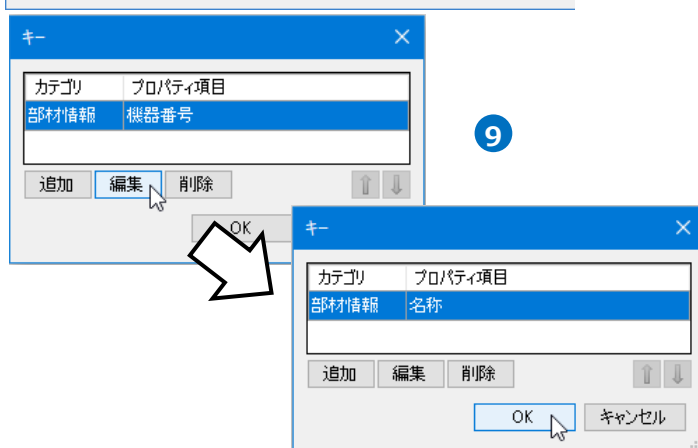 キー
カテゴリ プロパティ項目
部材情報 機器番号
追加 編集 削除
OK
9
キー
カテゴリ プロパティ項目
部材情報 名称
追加 編集 削除
OK キャンセル